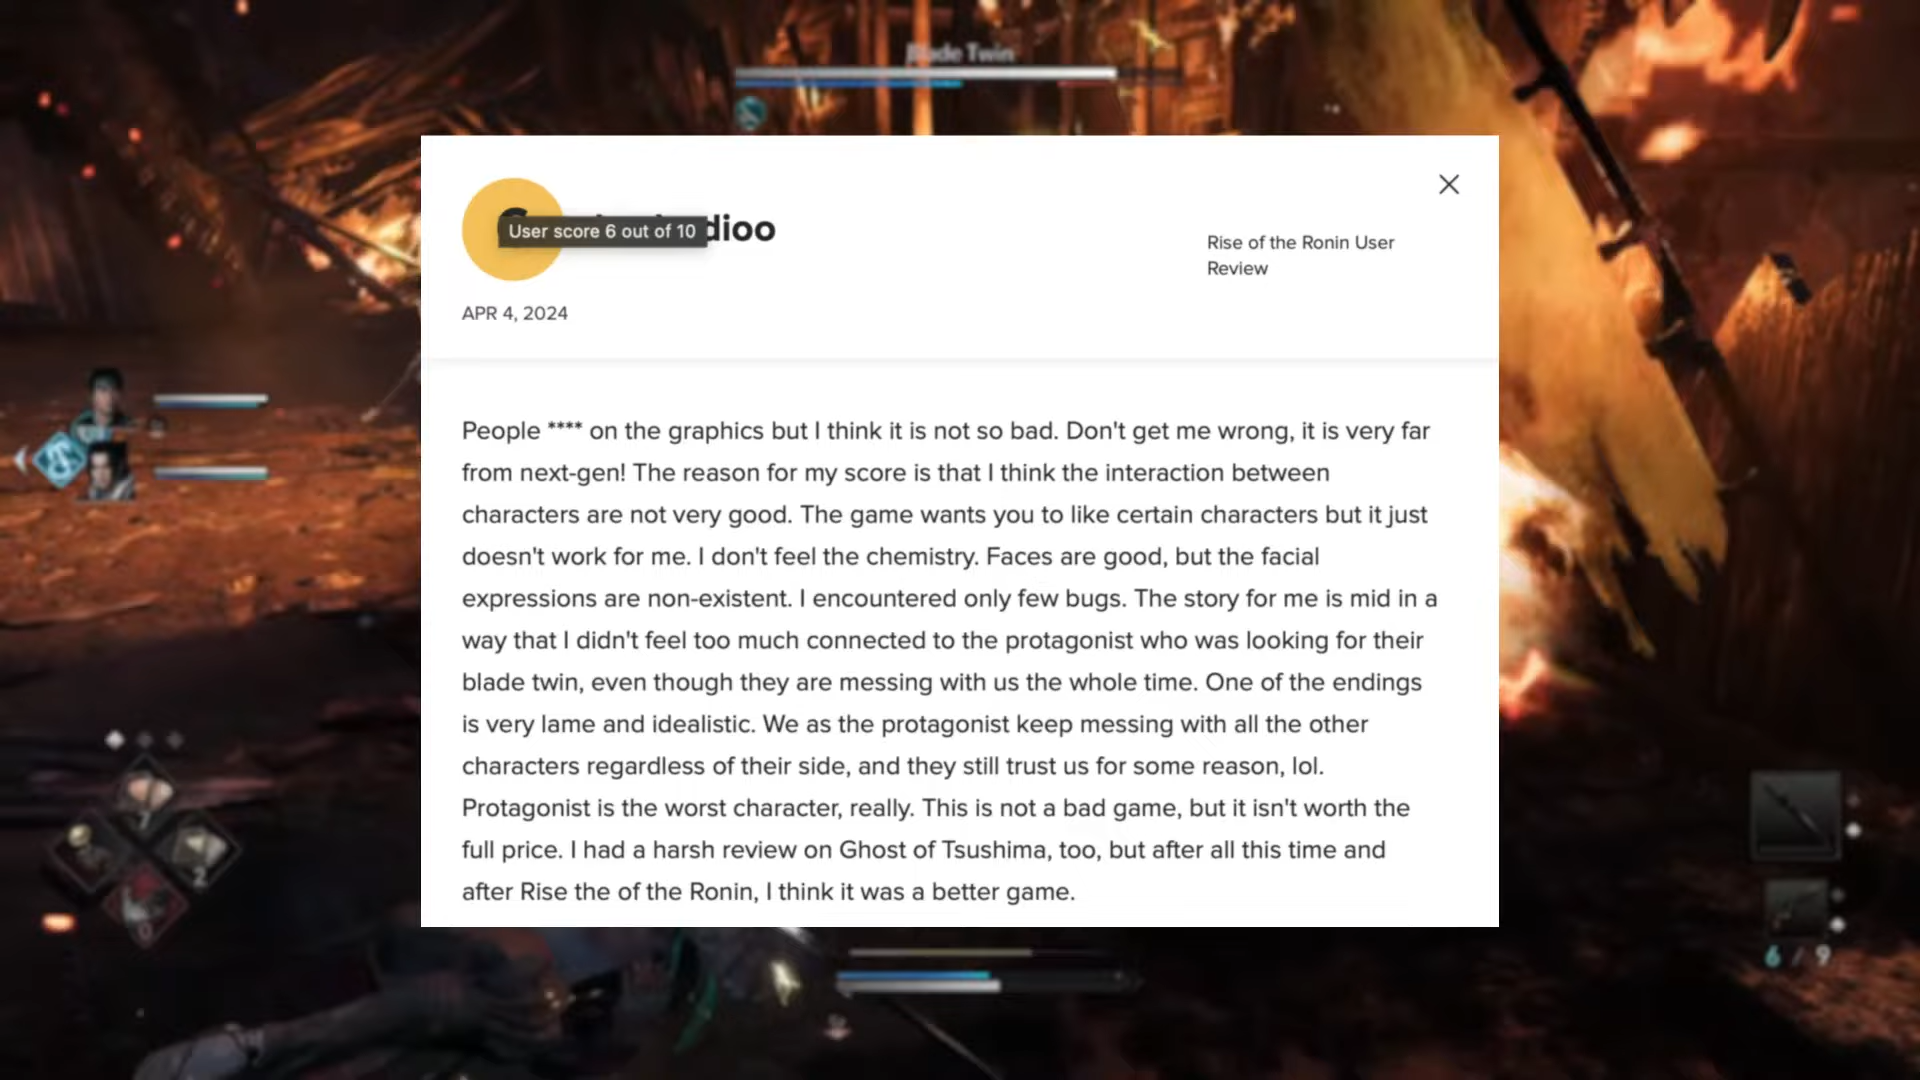 Blade Twin
User score 6 out of 10
dioo
Rise of the Ronin User
Review
APR 4, 2024
People **** on the graphics but I think it is not so bad. Don't get me wrong, it is very far
from next-gen! The reason for my score is that I think the interaction between
characters are not very good. The game wants you to like certain characters but it just
doesn't work for me. I don't feel the chemistry. Faces are good, but the facial
expressions are non-existent. I encountered only few bugs. The story for me is mid in a
way that I didn't feel too much connected to the protagonist who was looking for their
blade twin, even though they are messing with us the whole time. One of the endings
is very lame and idealistic. We as the protagonist keep messing with all the other
characters regardless of their side, and they still trust us for some reason, lol.
Protagonist is the worst character, really. This is not a bad game, but it isn't worth the
full price. I had a harsh review on Ghost of Tsushima, too, but after all this time and
after Rise the of the Ronin, I think it was a better game.
7
2
0
6 / 9